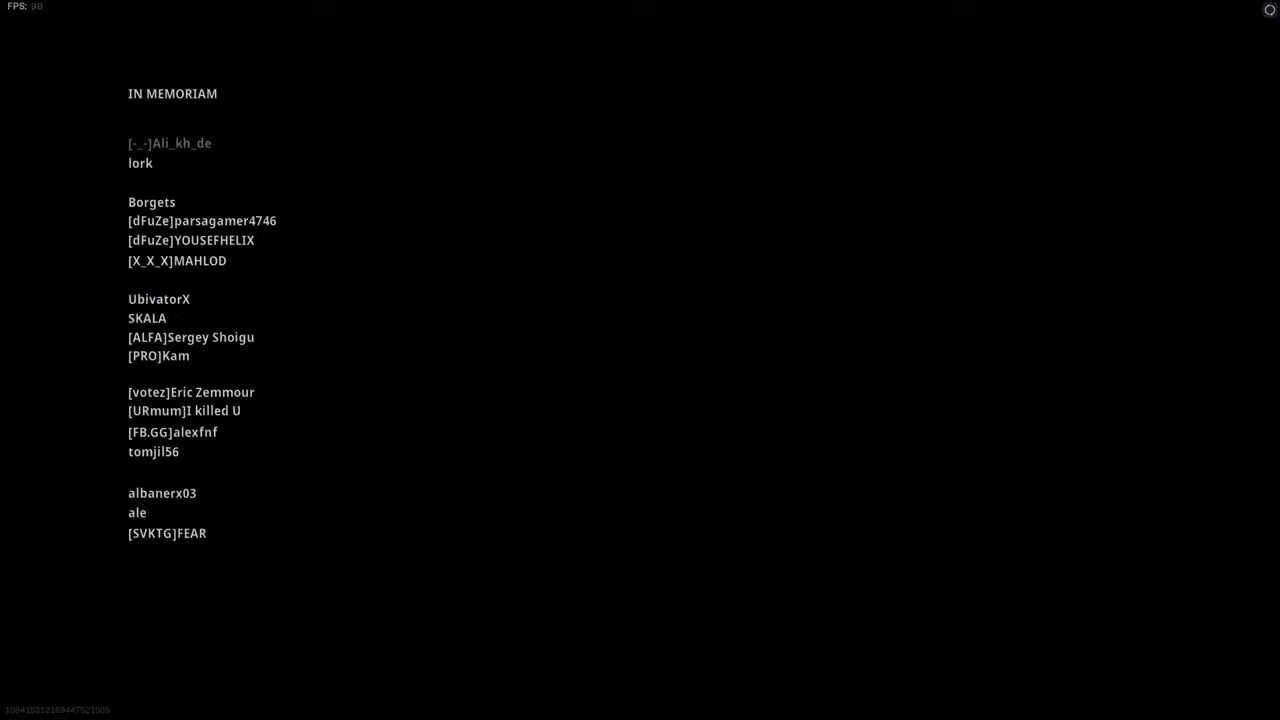 FPS: 90
IN MEMORIAM
[-_-]Ali_kh_de
lork
Borgets
[dFuZe]parsagamer4746
[dFuZe]YOUSEFHELIX
[X_X_X]MAHLOD
UbivatorX
SKALA
[ALFA]Sergey Shoigu
[PRO]Kam
[votez]Eric Zemmour
[URmum]I killed U
[FB.GG]alexfnf
tomjil56
albanerx03
ale
[SVKTG]FEAR